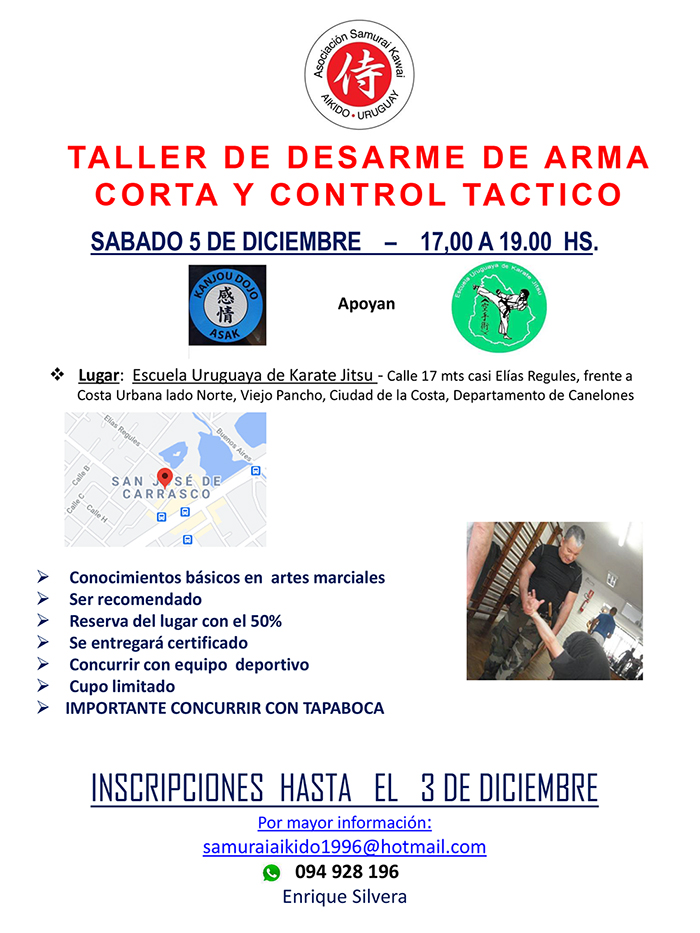 Asociación Samurai Kawai
侍
AIKIDO • URUGUAY
TALLER DE DESARME DE ARMA
CORTA Y CONTROL TACTICO
SABADO 5 DE DICIEMBRE – 17,00 A 19.00 HS.
KANJOU DOJO
感情
ASAK
Apoyan
Escuela Uruguaya de Karate Jitsu
空手術
❖ Lugar: Escuela Uruguaya de Karate Jitsu - Calle 17 mts casi Elías Regules, frente a
Costa Urbana lado Norte, Viejo Pancho, Ciudad de la Costa, Departamento de Canelones
Elías Regules
Buenos Aires
Calle B
SAN JOSÉ DE
CARRASCO
Calle C
Calle H
➢ Conocimientos básicos en artes marciales
➢ Ser recomendado
➢ Reserva del lugar con el 50%
➢ Se entregará certificado
➢ Concurrir con equipo deportivo
➢ Cupo limitado
➢ IMPORTANTE CONCURRIR CON TAPABOCA
INSCRIPCIONES HASTA EL 3 DE DICIEMBRE
Por mayor información:
samuraiaikido1996@hotmail.com
094 928 196
Enrique Silvera